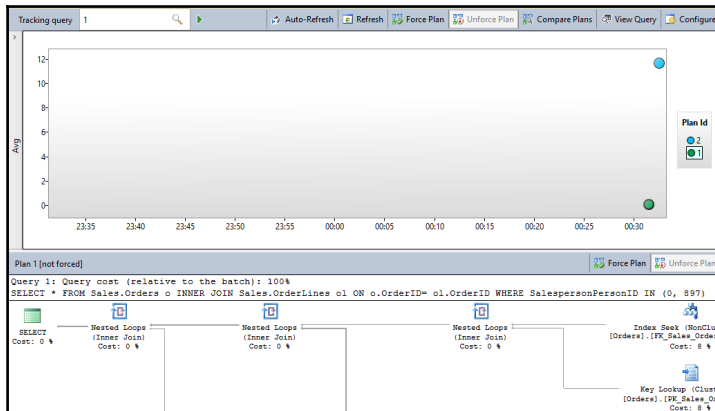 Tracking query 1 Auto-Refresh Refresh Force Plan Unforce Plan Compare Plans View Query Configure
12
10
8
6
4
2
0
Avg
23:35 23:40 23:45 23:50 23:55 00:00 00:05 00:10 00:15 00:20 00:25 00:30
Plan Id
2
1
Plan 1 [not forced] Force Plan Unforce Plan
Query 1: Query cost (relative to the batch): 100%
SELECT * FROM Sales.Orders o INNER JOIN Sales.OrderLines ol ON o.OrderID= ol.OrderID WHERE SalespersonPersonID IN (0, 897)
SELECT
Cost: 0 %
Nested Loops
(Inner Join)
Cost: 0 %
Nested Loops
(Inner Join)
Cost: 0 %
Nested Loops
(Inner Join)
Cost: 0 %
Index Seek (NonClu
[Orders].[FK_Sales_Orde
Cost: 8 %
Key Lookup (Clust
[Orders].[PK_Sales_O
Cost: 8 %